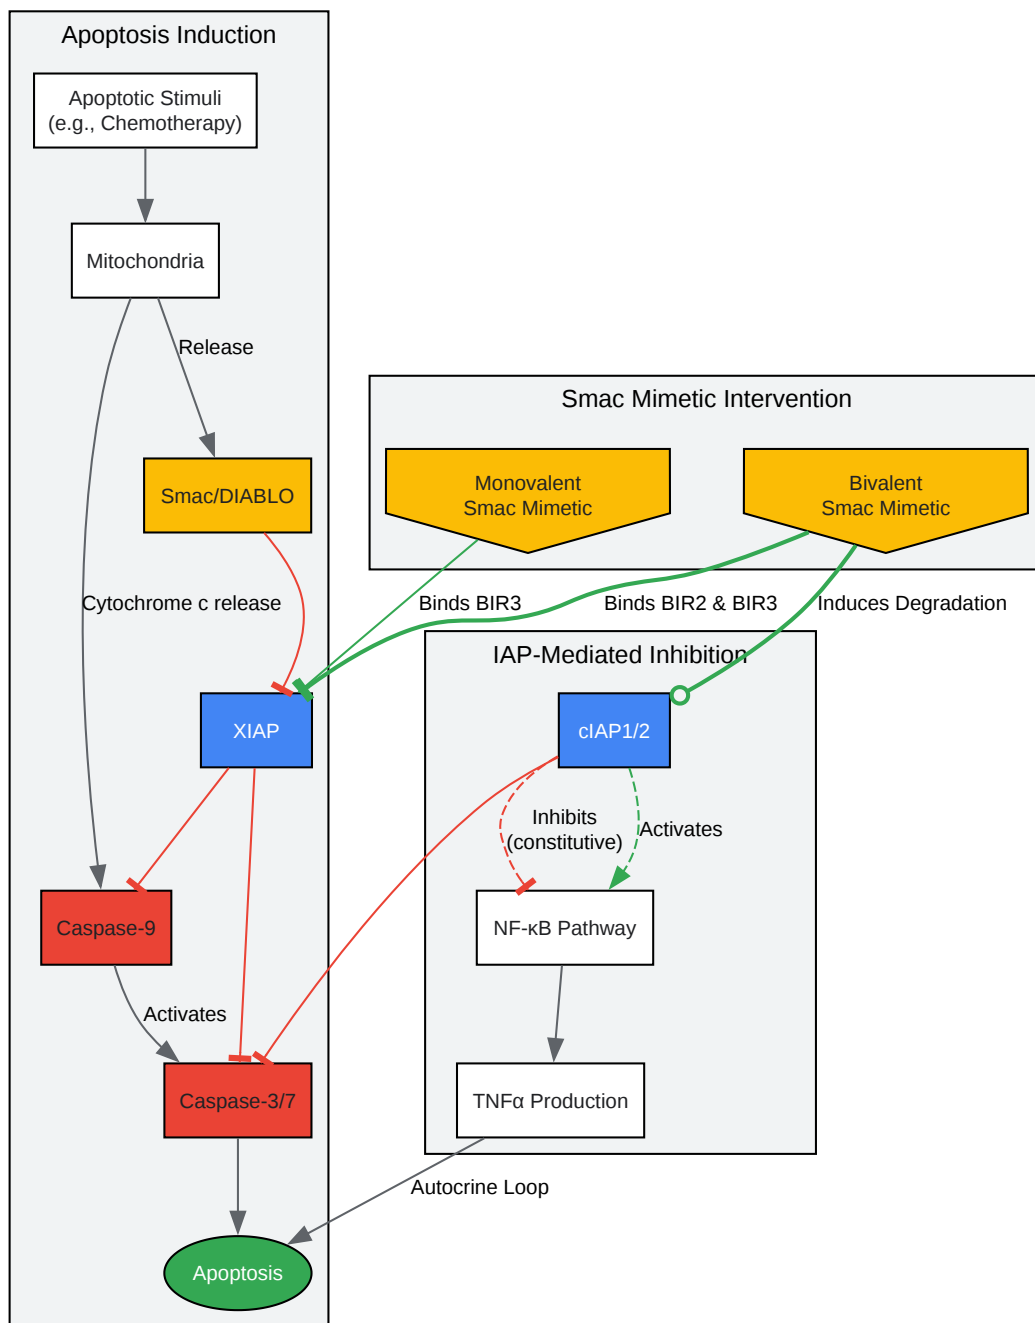 Apoptosis Induction
Apoptotic Stimuli
(e.g., Chemotherapy)
Mitochondria
Release
Smac Mimetic Intervention
Monovalent
Smac Mimetic
Bivalent
Smac Mimetic
Smac/DIABLO
Cytochrome c release
Binds BIR3
Binds BIR2 & BIR3
Induces Degradation
IAP-Mediated Inhibition
XIAP
cIAP1/2
Inhibits
(constitutive)
Activates
Caspase-9
NF-κB Pathway
Activates
Caspase-3/7
TNFα Production
Autocrine Loop
Apoptosis